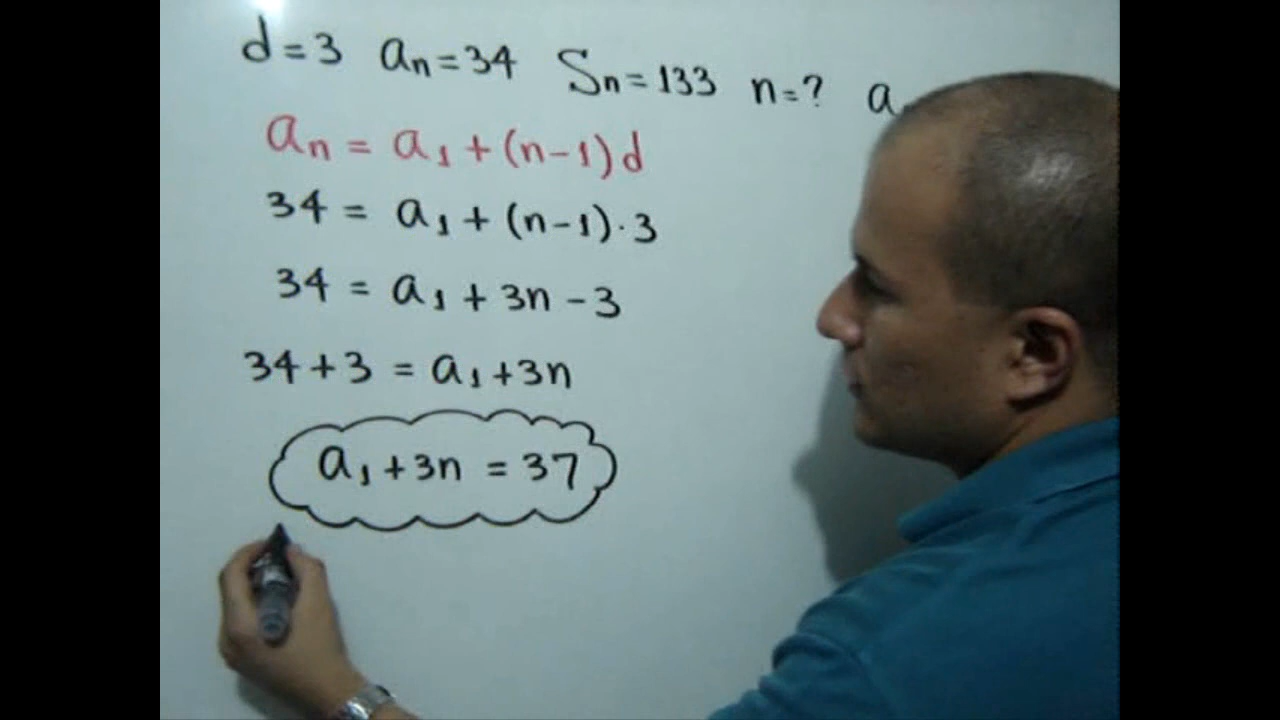 d = 3 aₙ = 34 Sₙ = 133 n = ? a
aₙ = a₁ + (n - 1) d
34 = a₁ + (n - 1) · 3
34 = a₁ + 3n - 3
34 + 3 = a₁ + 3n
a₁ + 3n = 37